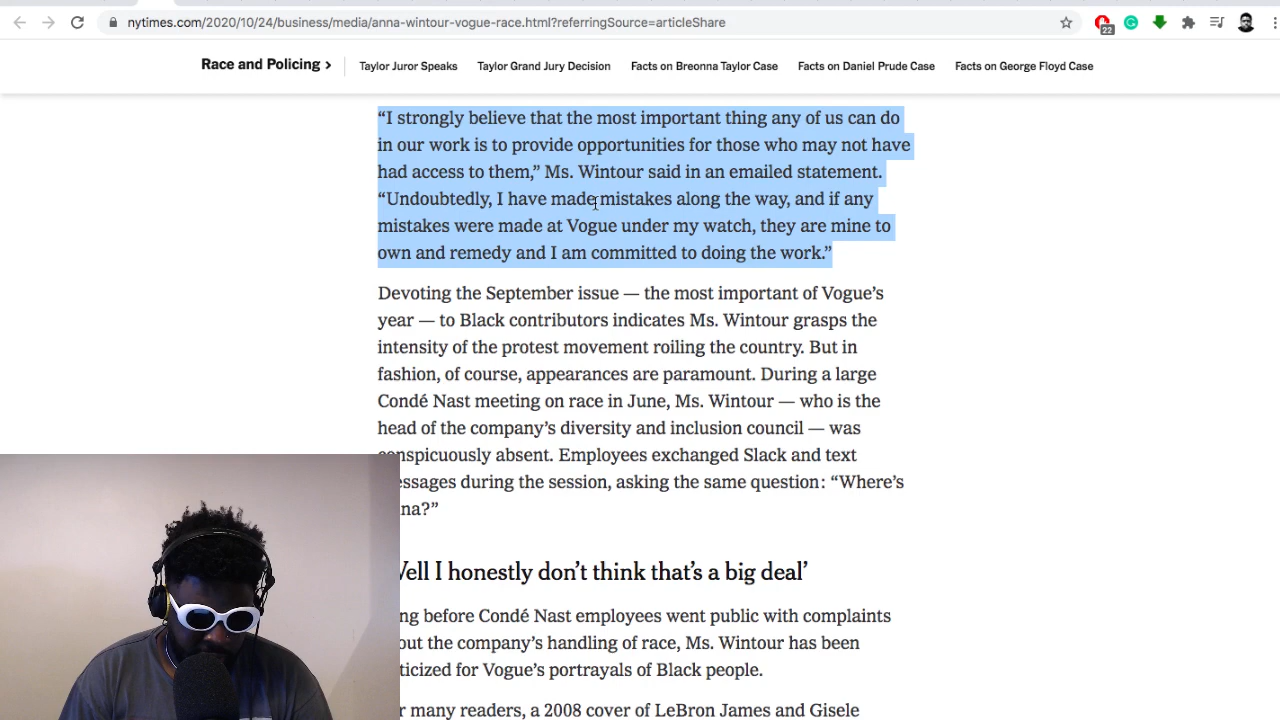 nytimes.com/2020/10/24/business/media/anna-wintour-vogue-race.html?referringSource=articleShare
22
Race and Policing >
Taylor Juror Speaks
Taylor Grand Jury Decision
Facts on Breonna Taylor Case
Facts on Daniel Prude Case
Facts on George Floyd Case
“I strongly believe that the most important thing any of us can do
in our work is to provide opportunities for those who may not have
had access to them,” Ms. Wintour said in an emailed statement.
“Undoubtedly, I have made mistakes along the way, and if any
mistakes were made at Vogue under my watch, they are mine to
own and remedy and I am committed to doing the work.”
Devoting the September issue — the most important of Vogue’s
year — to Black contributors indicates Ms. Wintour grasps the
intensity of the protest movement roiling the country. But in
fashion, of course, appearances are paramount. During a large
Condé Nast meeting on race in June, Ms. Wintour — who is the
head of the company’s diversity and inclusion council — was
conspicuously absent. Employees exchanged Slack and text
essages during the session, asking the same question: “Where’s
na?”
Well I honestly don’t think that’s a big deal’
ng before Condé Nast employees went public with complaints
out the company’s handling of race, Ms. Wintour has been
ticized for Vogue’s portrayals of Black people.
r many readers, a 2008 cover of LeBron James and Gisele